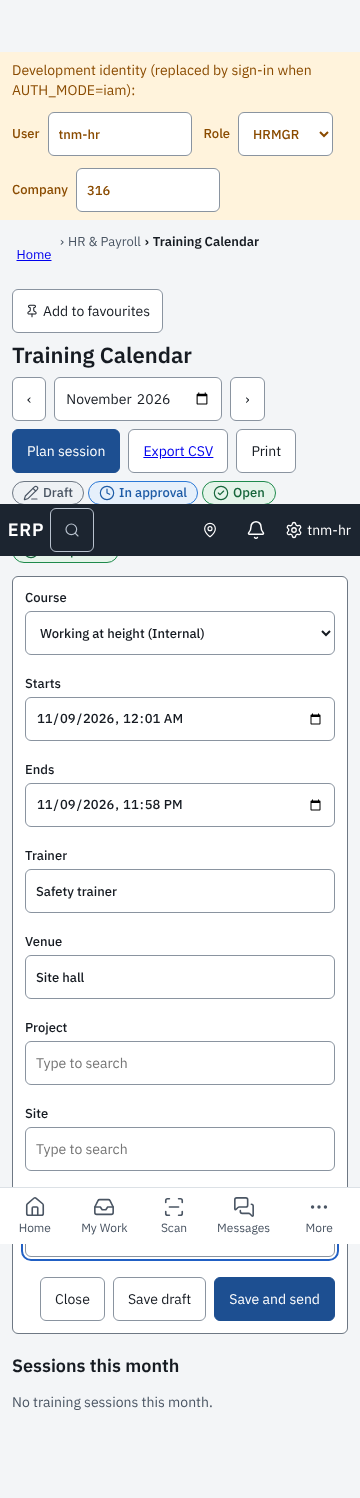 Development identity (replaced by sign-in when
AUTH_MODE=iam):
User tnm-hr Role HRMGR
Company 316
Home › HR & Payroll › Training Calendar
Add to favourites
Training Calendar
‹ November 2026 ›
Plan session Export CSV Print
Draft In approval Open
ERP tnm-hr
Course
Working at height (Internal)
Starts
11/09/2026, 12:01 AM
Ends
11/09/2026, 11:58 PM
Trainer
Safety trainer
Venue
Site hall
Project
Type to search
Site
Type to search
Home My Work Scan Messages More
Close Save draft Save and send
Sessions this month
No training sessions this month.